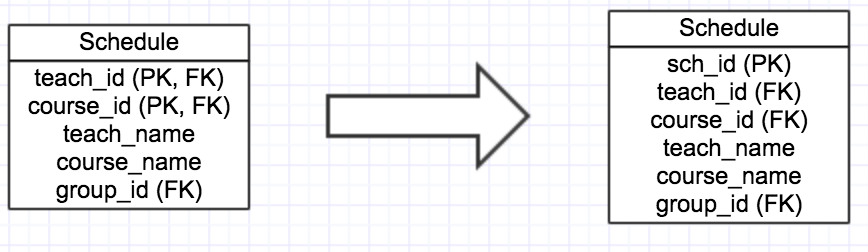 Schedule
teach_id (PK, FK)
course_id (PK, FK)
teach_name
course_name
group_id (FK)
Schedule
sch_id (PK)
teach_id (FK)
course_id (FK)
teach_name
course_name
group_id (FK)